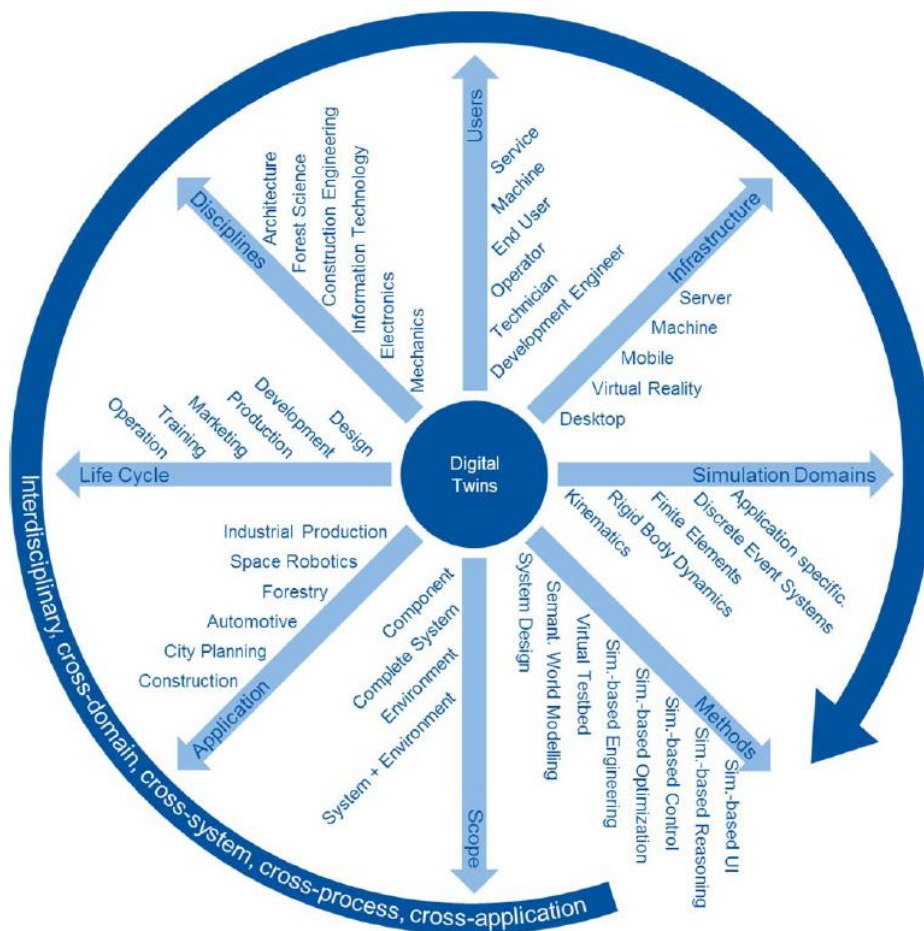 Digital
Twins
Users
Service
Machine
End User
Operator
Technician
Development Engineer
Infrastructure
Server
Machine
Mobile
Virtual Reality
Desktop
Simulation Domains
Application specific.
Discrete Event Systems
Finite Elements
Rigid Body Dynamics
Kinematics
Methods
Sim.-based UI
Sim.-based Reasoning
Sim.-based Control
Sim.-based Optimization
Sim.-based Engineering
Virtual Testbed
Semant. World Modelling
System Design
Scope
Component
Complete System
Environment
System + Environment
Application
Industrial Production
Space Robotics
Forestry
Automotive
City Planning
Construction
Life Cycle
Operation
Training
Marketing
Production
Development
Design
Disciplines
Architecture
Forest Science
Construction Engineering
Information Technology
Electronics
Mechanics
Interdisciplinary, cross-domain, cross-system, cross-process, cross-application